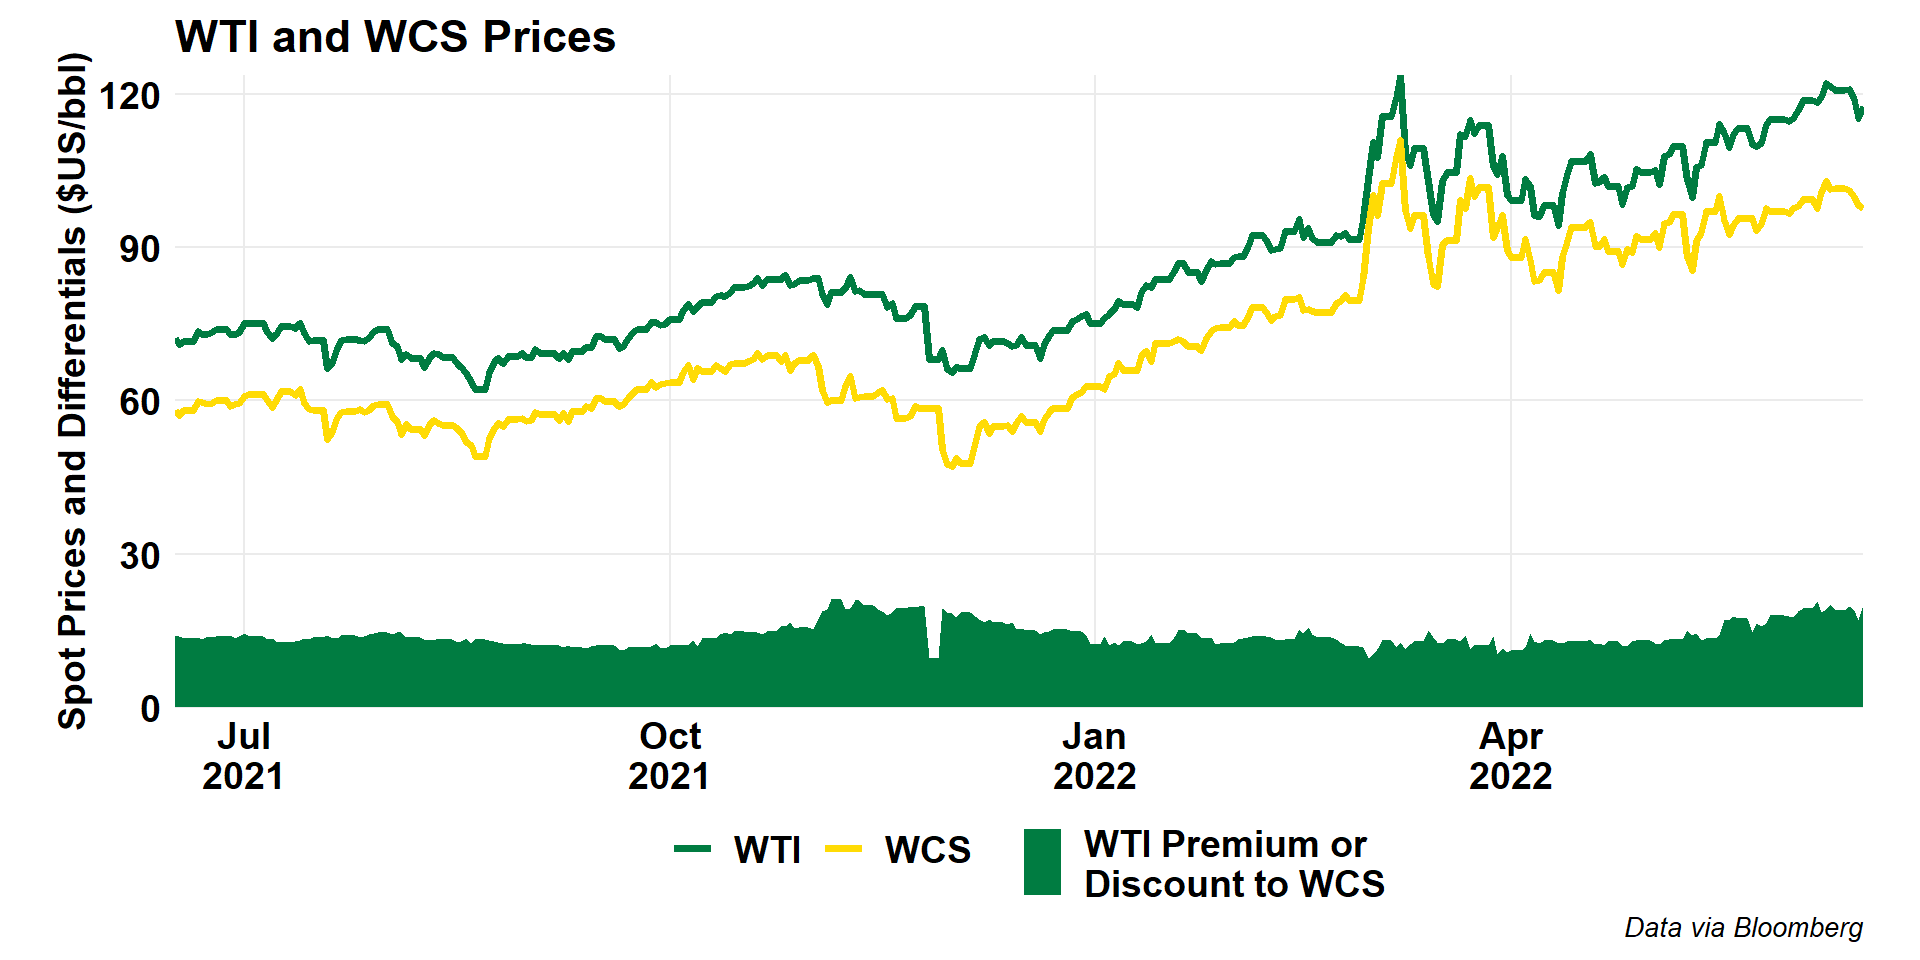 WTI and WCS Prices
Spot Prices and Differentials ($US/bbl)
120
90
60
30
0
Jul
2021
Oct
2021
Jan
2022
Apr
2022
WTI
WCS
WTI Premium or
Discount to WCS
Data via Bloomberg